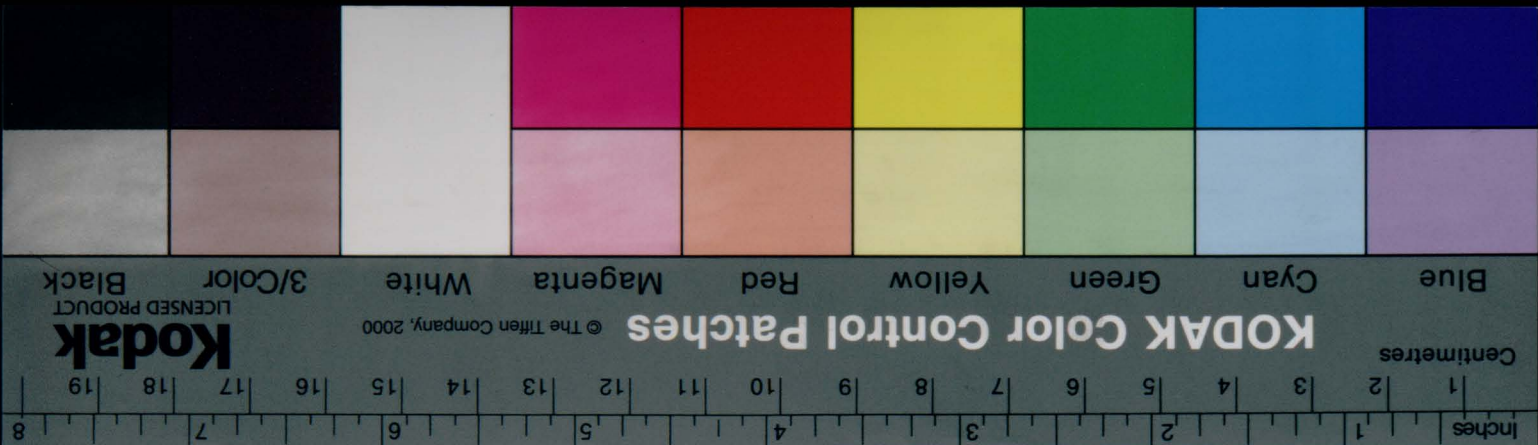 Inches 1 2 3 4 5 6 7 8
Centimetres 1 2 3 4 5 6 7 8 9 10 11 12 13 14 15 16 17 18 19
KODAK Color Control Patches © The Tiffen Company, 2000 Kodak
LICENSED PRODUCT
Blue Cyan Green Yellow Red Magenta White 3/Color Black